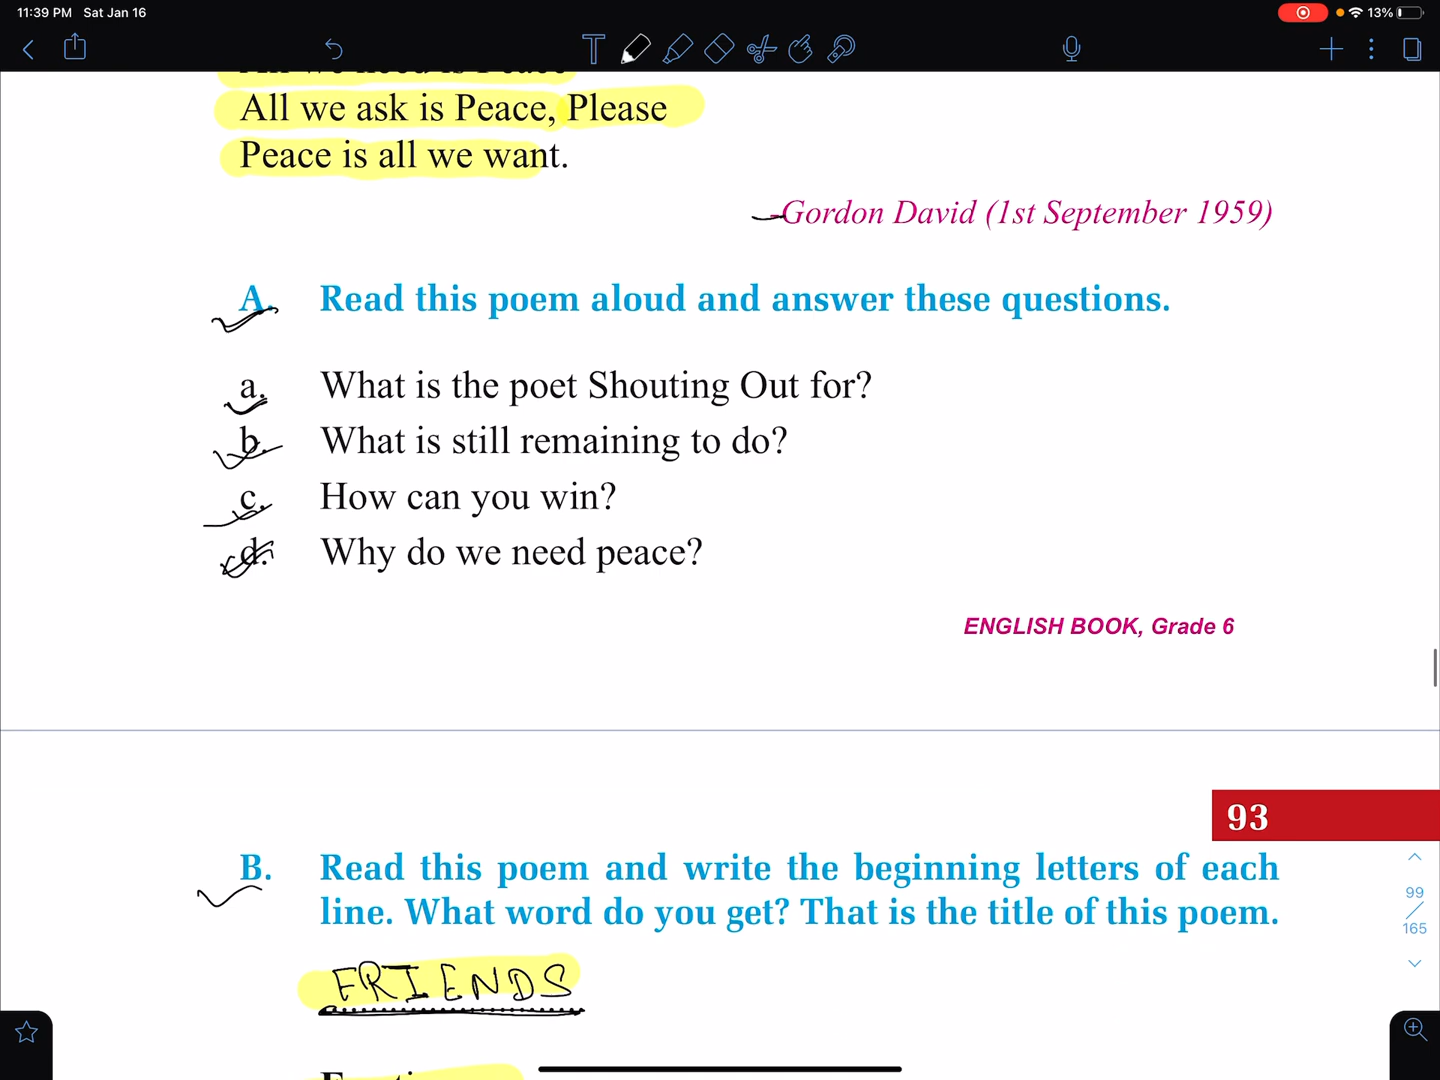 11:39 PM Sat Jan 16
13%
All we ask is Peace, Please
Peace is all we want.
-Gordon David (1st September 1959)
A. Read this poem aloud and answer these questions.
a. What is the poet Shouting Out for?
b. What is still remaining to do?
c. How can you win?
d. Why do we need peace?
ENGLISH BOOK, Grade 6
93
B. Read this poem and write the beginning letters of each
line. What word do you get? That is the title of this poem.
99
165
FRIENDS